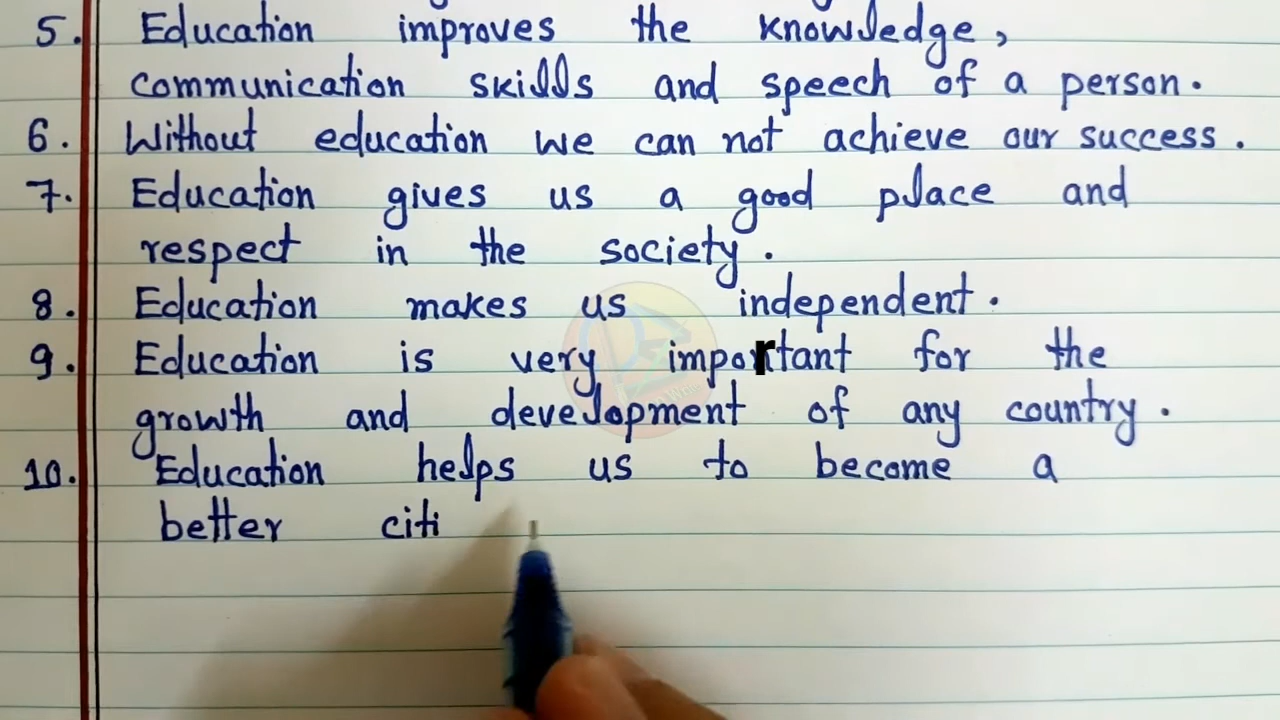 5. Education improves the knowledge,
communication skills and speech of a person.
6. Without education we can not achieve our success.
7. Education gives us a good place and
respect in the society.
8. Education makes us independent.
9. Education is very important for the
growth and development of any country.
10. Education helps us to become a
better citi